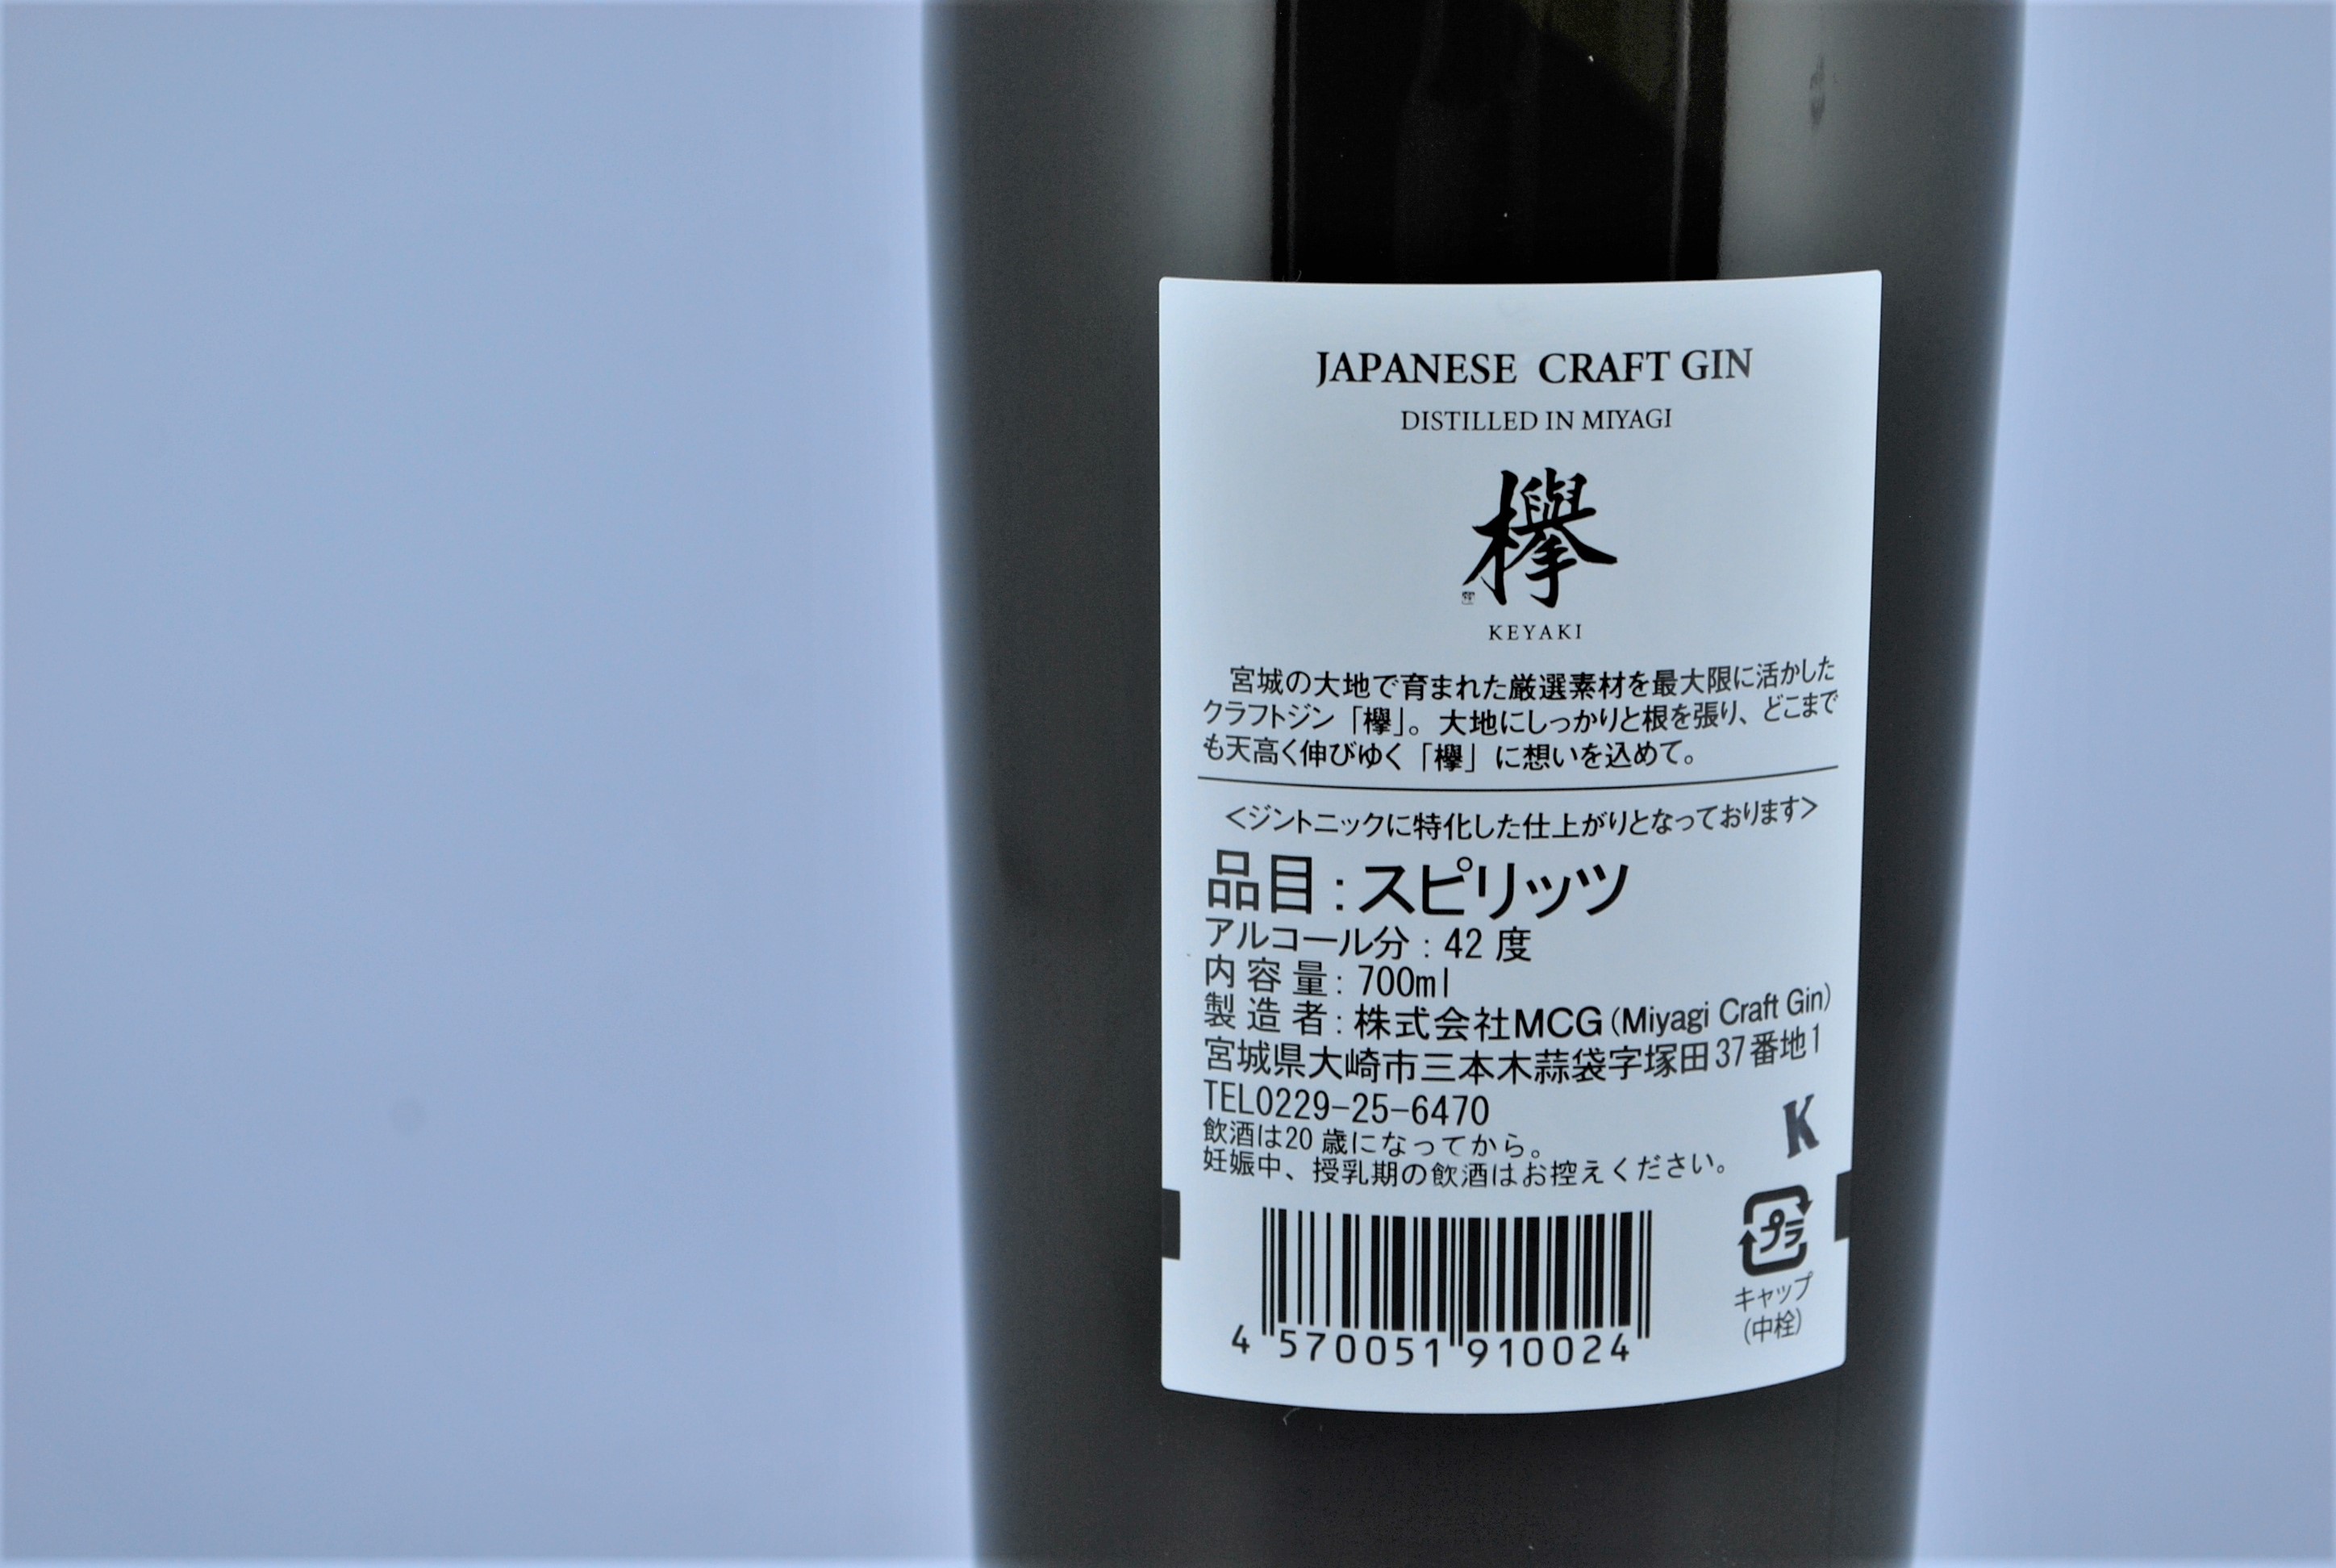 JAPANESE CRAFT GIN
DISTILLED IN MIYAGI
欅
KEYAKI
宮城の大地で育まれた厳選素材を最大限に活かした
クラフトジン「欅」。大地にしっかりと根を張り、どこまで
も天高く伸びゆく「欅」に想いを込めて。
<ジントニックに特化した仕上がりとなっております>
品目:スピリッツ
アルコール分:42度
内容量:700ml
製造者:株式会社MCG(Miyagi Craft Gin)
宮城県大崎市三本木蒜袋字塚田37番地1
TEL0229-25-6470
飲酒は20歳になってから。
妊娠中、授乳期の飲酒はお控えください。
K
プラ
キャップ
(中栓)
4 570051 910024